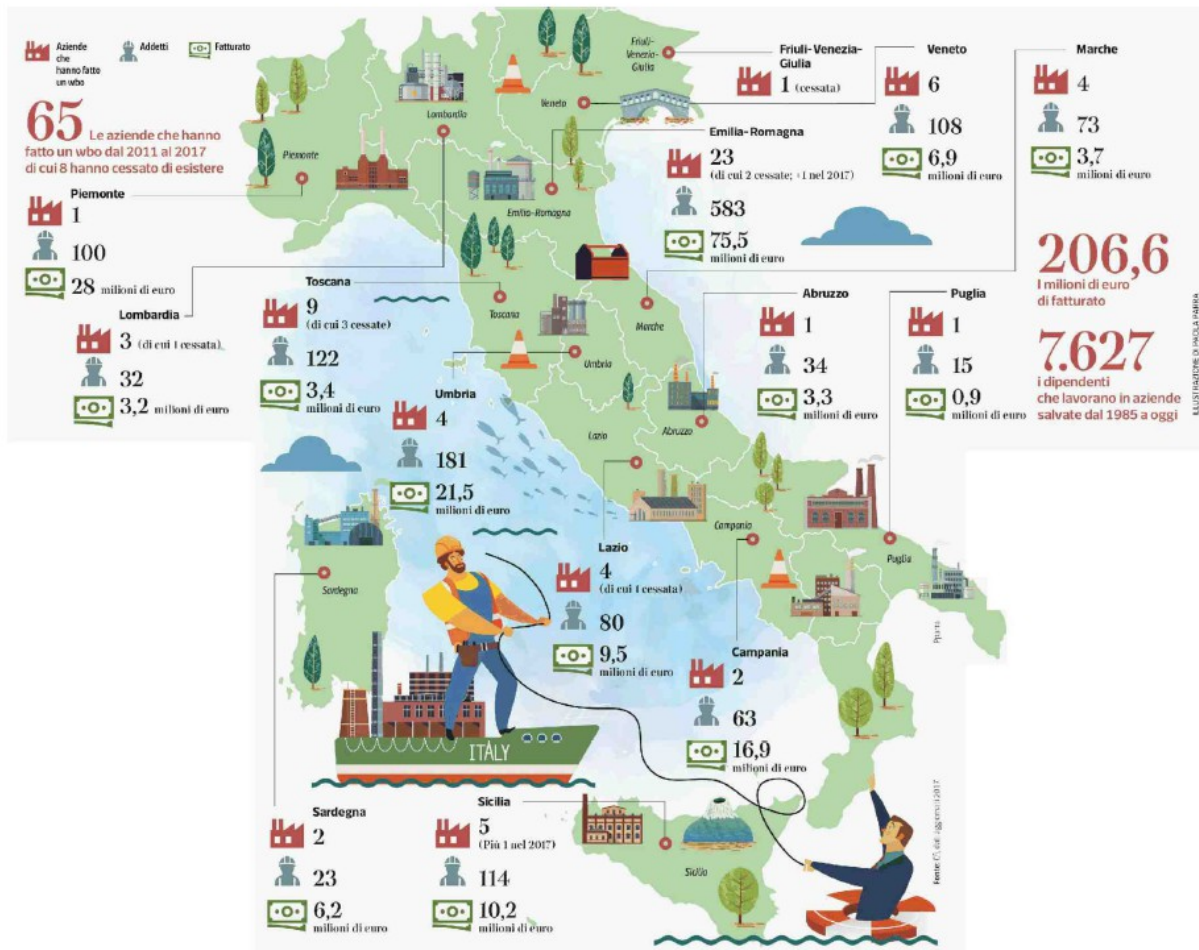 Aziende
che
hanno fatto
un wbo
Addetti
Fatturato
65 Le aziende che hanno
fatto un wbo dal 2011 al 2017
di cui 8 hanno cessato di esistere
Piemonte
1
100
28 milioni di euro
Lombardia
3 (di cui 1 cessata)
32
3,2 milioni di euro
Toscana
9
(di cui 3 cessate)
122
3,4
milioni di euro
Umbria
4
181
21,5
milioni di euro
Friuli-Venezia-
Giulia
1 (cessata)
Emilia-Romagna
23
(di cui 2 cessate; +1 nel 2017)
583
75,5
milioni di euro
Veneto
6
108
6,9
milioni di euro
Marche
4
73
3,7
milioni di euro
206,6
I milioni di euro
di fatturato
7.627
i dipendenti
che lavorano in aziende
salvate dal 1985 a oggi
Abruzzo
1
34
3,3
milioni di euro
Puglia
1
15
0,9
milioni di euro
Lazio
4
(di cui 1 cessata)
80
9,5
milioni di euro
Campania
2
63
16,9
milioni di euro
Sardegna
2
23
6,2
milioni di euro
Sicilia
5
(Più 1 nel 2017)
114
10,2
milioni di euro
Friuli-
Venezia-
Giulia
Veneto
Lombardia
Piemonte
Emilia-Romagna
Toscana
Marche
Umbria
Lazio
Abruzzo
Campania
Puglia
Sardegna
Sicilia
ITALY
ILLUSTRAZIONE DI PAOLA PARRA
Fonte: dati aggiornati 2017